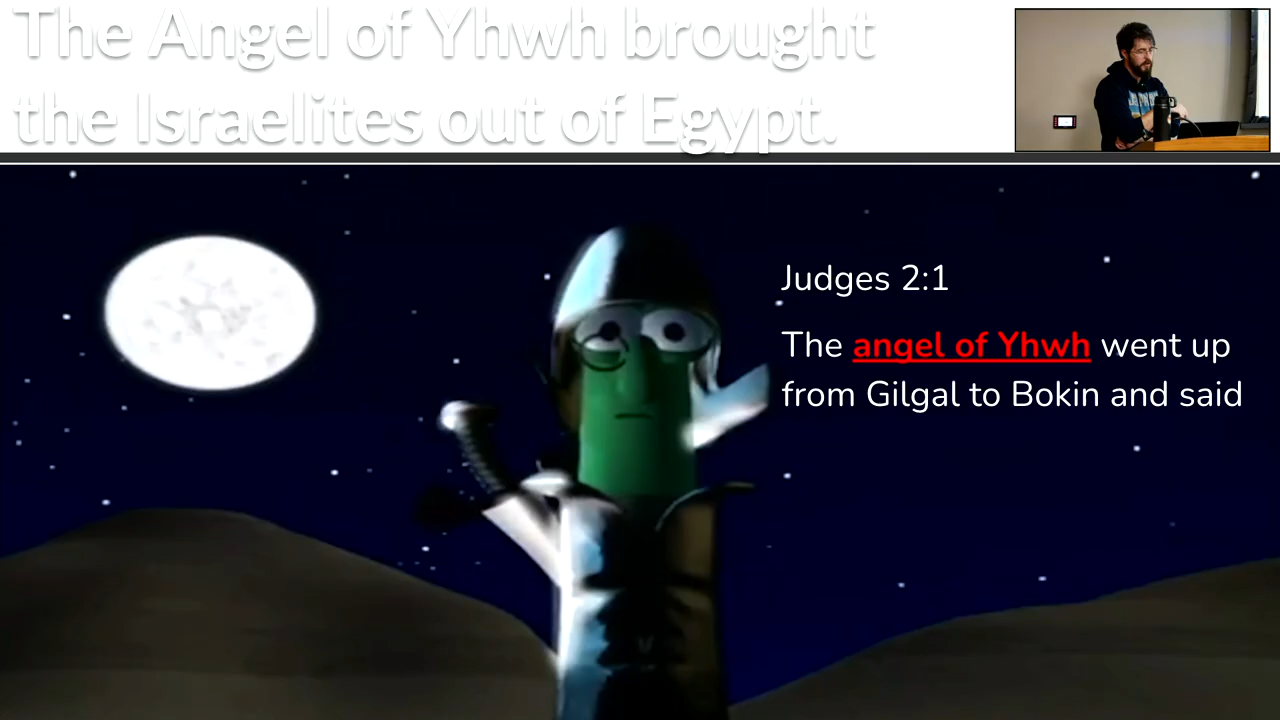 The Angel of Yhwh brought
the Israelites out of Egypt.
Judges 2:1
The angel of Yhwh went up
from Gilgal to Bokin and said